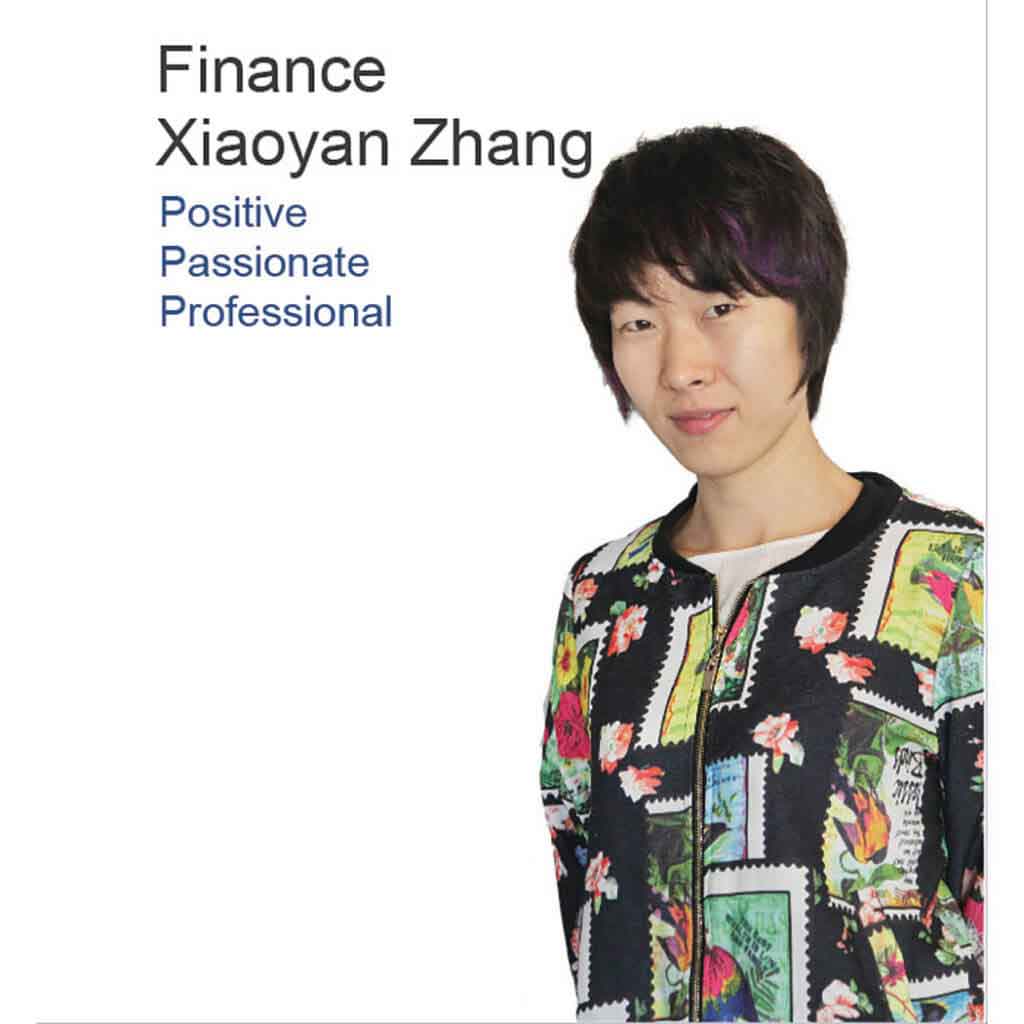 Finance
Xiaoyan Zhang
Positive
Passionate
Professional